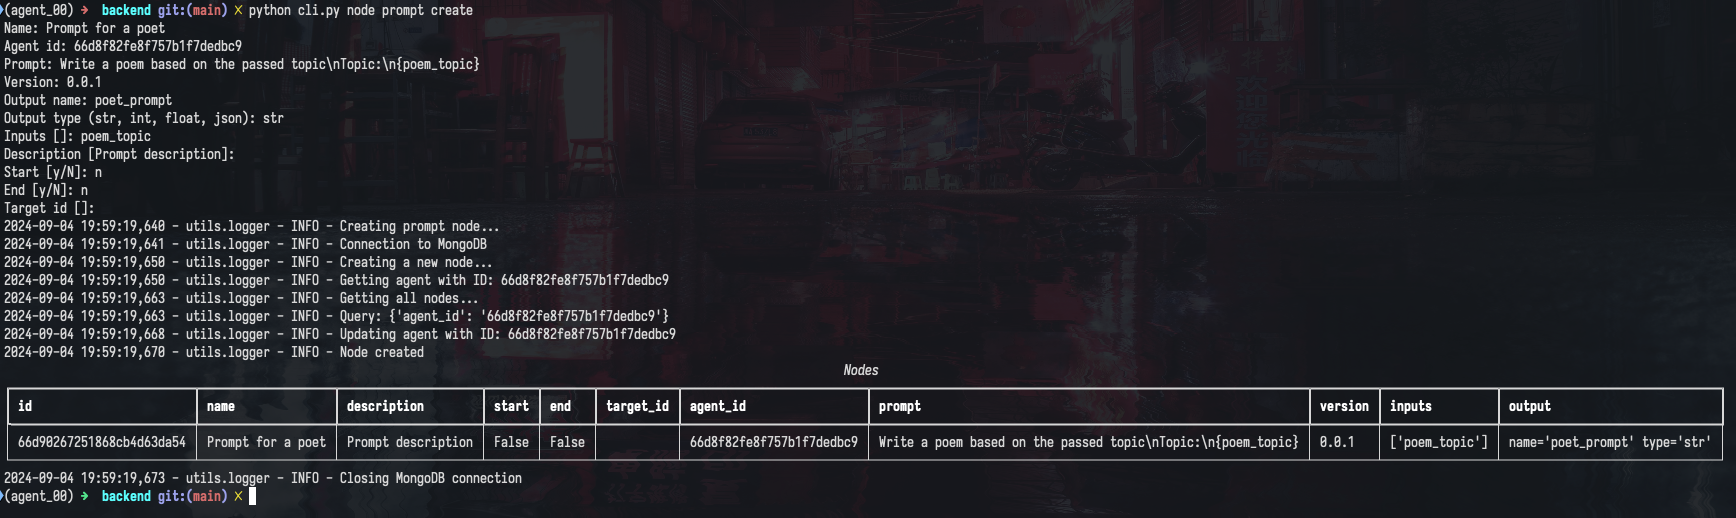 (agent_00) → backend git:(main) ✗ python cli.py node prompt create
Name: Prompt for a poet
Agent id: 66d8f82fe8f757b1f7dedbc9
Prompt: Write a poem based on the passed topic\nTopic:\n{poem_topic}
Version: 0.0.1
Output name: poet_prompt
Output type (str, int, float, json): str
Inputs []: poem_topic
Description [Prompt description]:
Start [y/N]: n
End [y/N]: n
Target id []:
2024-09-04 19:59:19,640 - utils.logger - INFO - Creating prompt node...
2024-09-04 19:59:19,641 - utils.logger - INFO - Connection to MongoDB
2024-09-04 19:59:19,650 - utils.logger - INFO - Creating a new node...
2024-09-04 19:59:19,650 - utils.logger - INFO - Getting agent with ID: 66d8f82fe8f757b1f7dedbc9
2024-09-04 19:59:19,663 - utils.logger - INFO - Getting all nodes...
2024-09-04 19:59:19,663 - utils.logger - INFO - Query: {'agent_id': '66d8f82fe8f757b1f7dedbc9'}
2024-09-04 19:59:19,668 - utils.logger - INFO - Updating agent with ID: 66d8f82fe8f757b1f7dedbc9
2024-09-04 19:59:19,670 - utils.logger - INFO - Node created
Nodes
id name description start end target_id agent_id prompt version inputs output
66d90267251868cb4d63da54 Prompt for a poet Prompt description False False 66d8f82fe8f757b1f7dedbc9 Write a poem based on the passed topic\nTopic:\n{poem_topic} 0.0.1 ['poem_topic'] name='poet_prompt' type='str'
2024-09-04 19:59:19,673 - utils.logger - INFO - Closing MongoDB connection
(agent_00) → backend git:(main) ✗